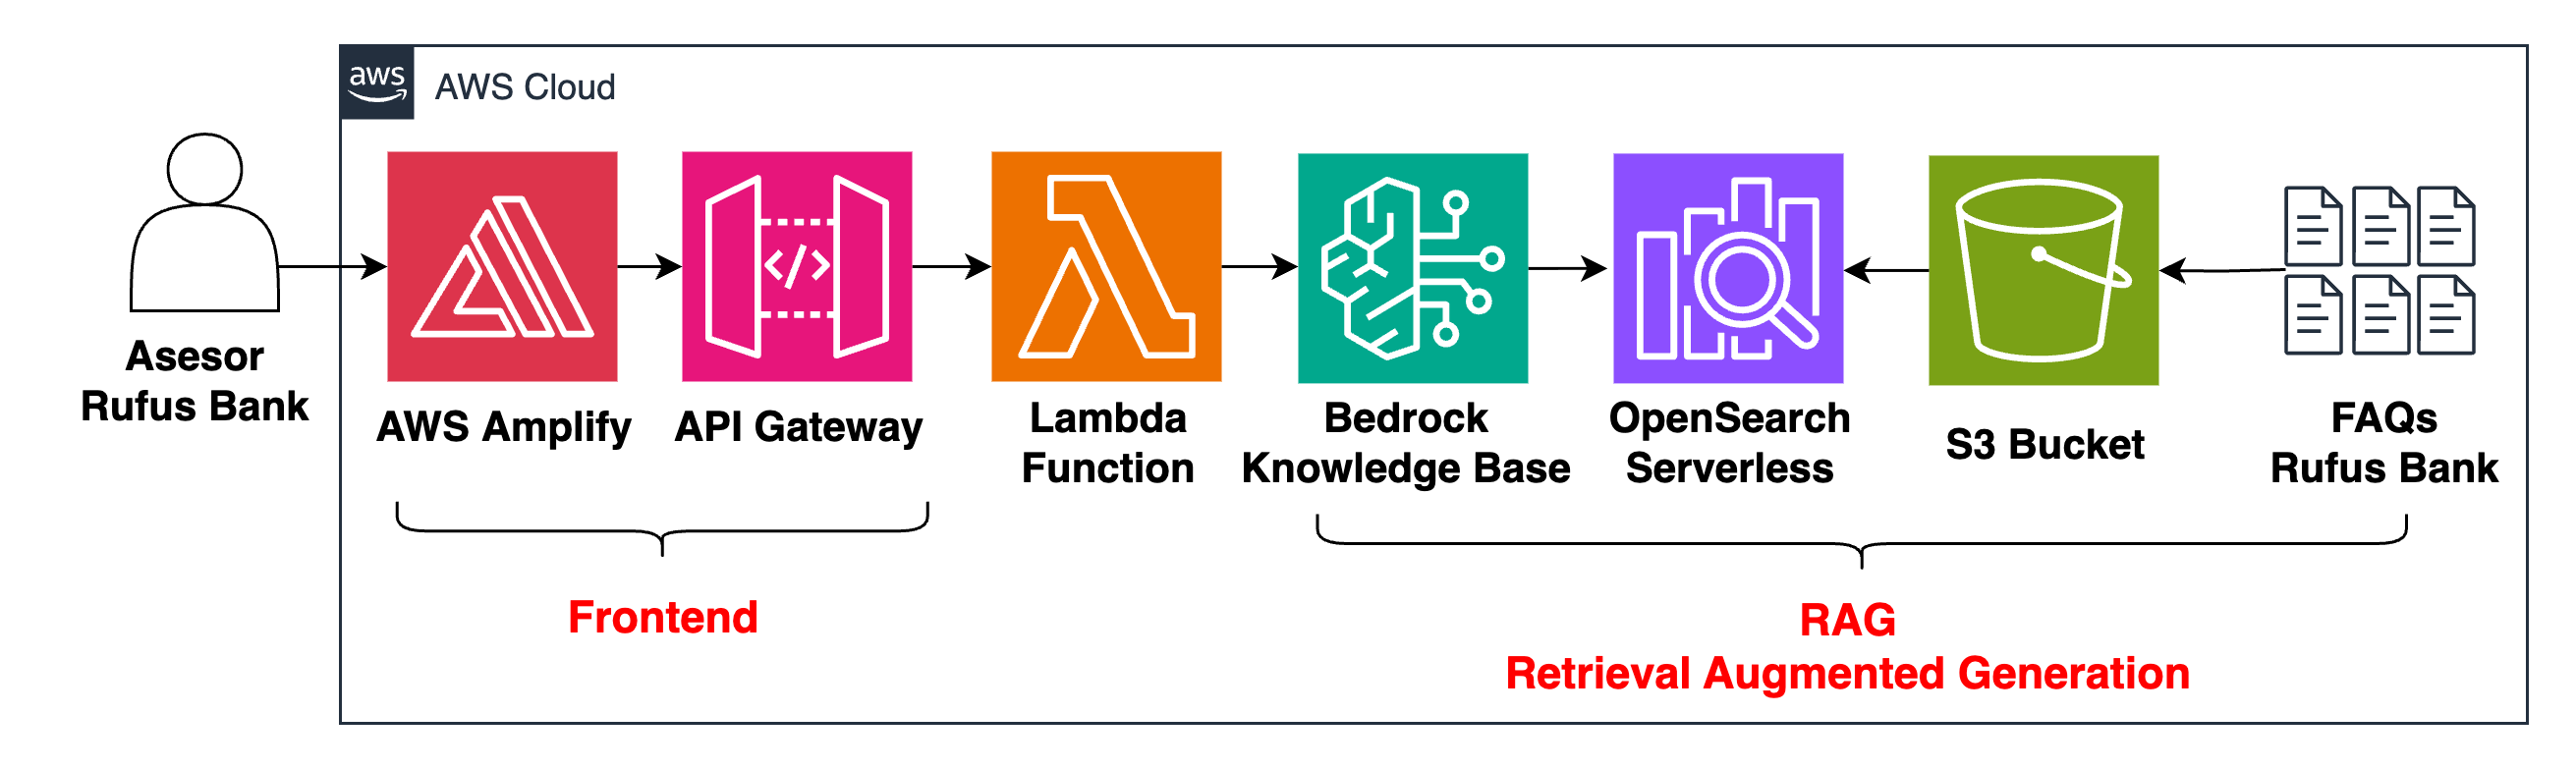 aws
AWS Cloud
Asesor
Rufus Bank
AWS Amplify
API Gateway
</>
Lambda
Function
Bedrock
Knowledge Base
OpenSearch
Serverless
S3 Bucket
FAQs
Rufus Bank
Frontend
RAG
Retrieval Augmented Generation